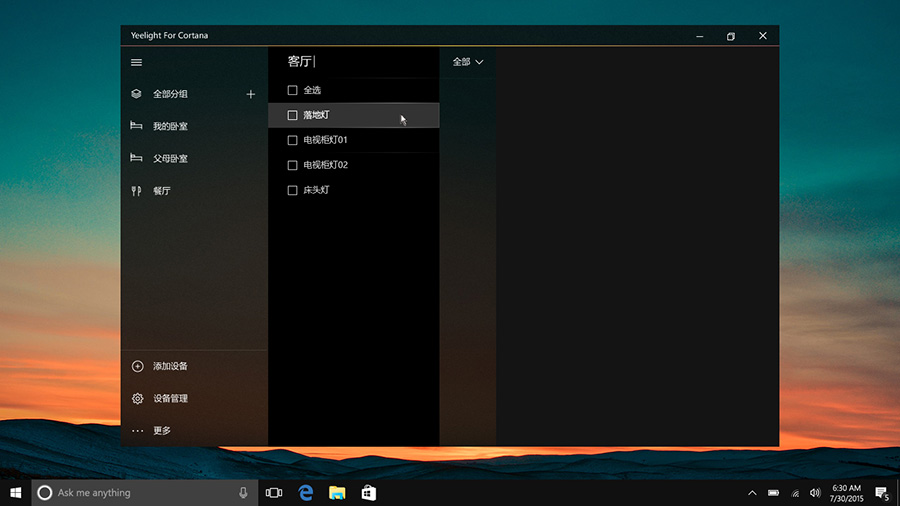 Yeelight For Cortana
全部分组
我的卧室
父母卧室
餐厅
添加设备
设备管理
更多
客厅
全选
落地灯
电视柜灯01
电视柜灯02
床头灯
全部
Ask me anything
6:30 AM
7/30/2015
5